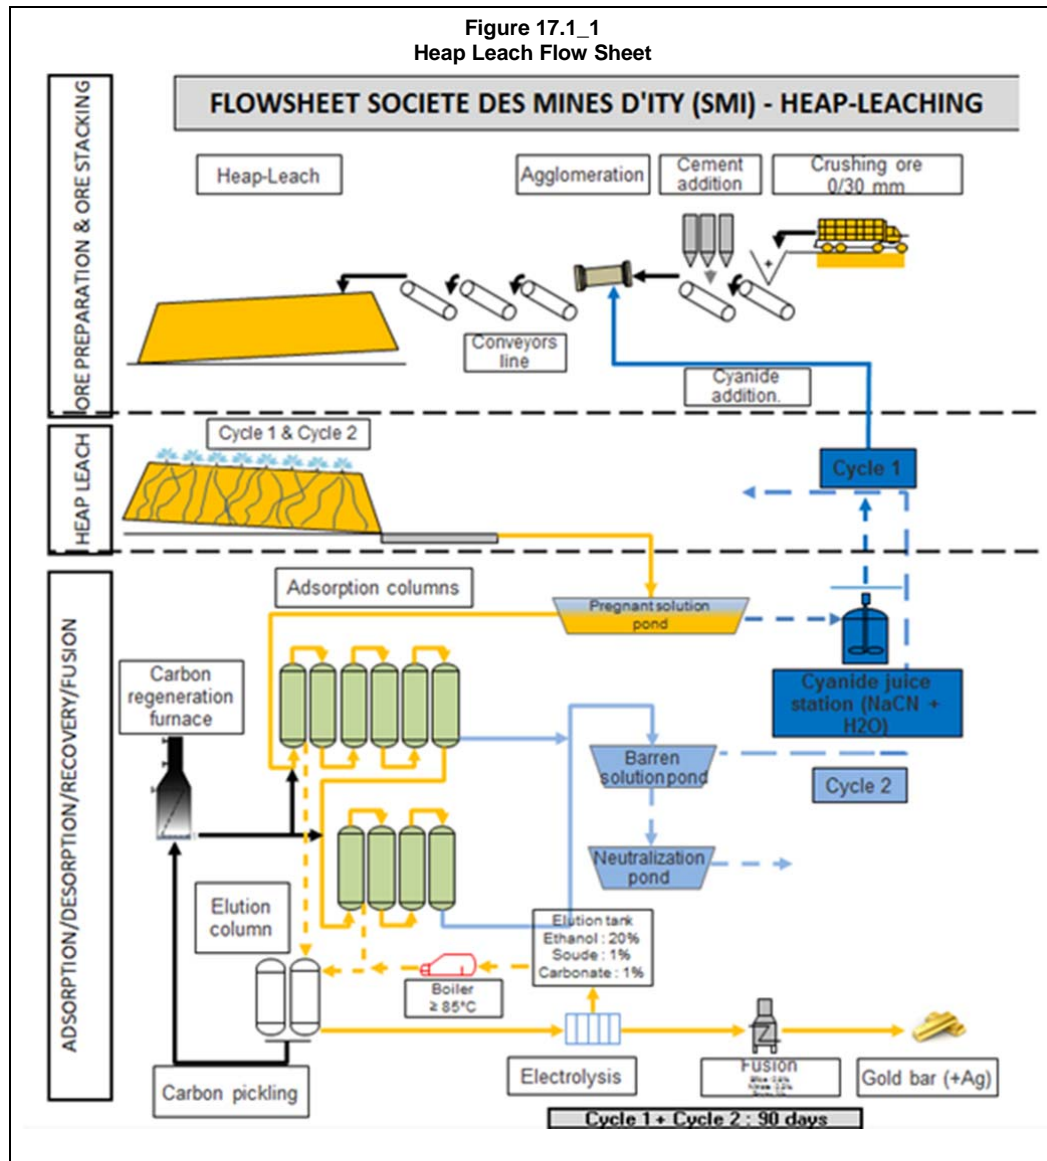 Figure 17.1_1
Heap Leach Flow Sheet
FLOWSHEET SOCIETE DES MINES D'ITY (SMI) - HEAP-LEACHING
ORE PREPARATION & ORE STACKING
Heap-Leach
Agglomeration
Cement
addition
Crushing ore
0/30 mm
+
Conveyors
line
Cyanide
addition.
HEAP LEACH
Cycle 1 & Cycle 2
Cycle 1
ADSORPTION/DESORPTION/RECOVERY/FUSION
Adsorption columns
Pregnant solution
pond
Carbon
regeneration
furnace
Cyanide juice
station (NaCN +
H2O)
Barren
solution pond
Cycle 2
Neutralization
pond
Elution
column
Elution tank
Ethanol : 20%
Soude : 1%
Carbonate : 1%
Boiler
≥ 85°C
Carbon pickling
Electrolysis
Fusion
Gold bar (+Ag)
Cycle 1 + Cycle 2 : 90 days